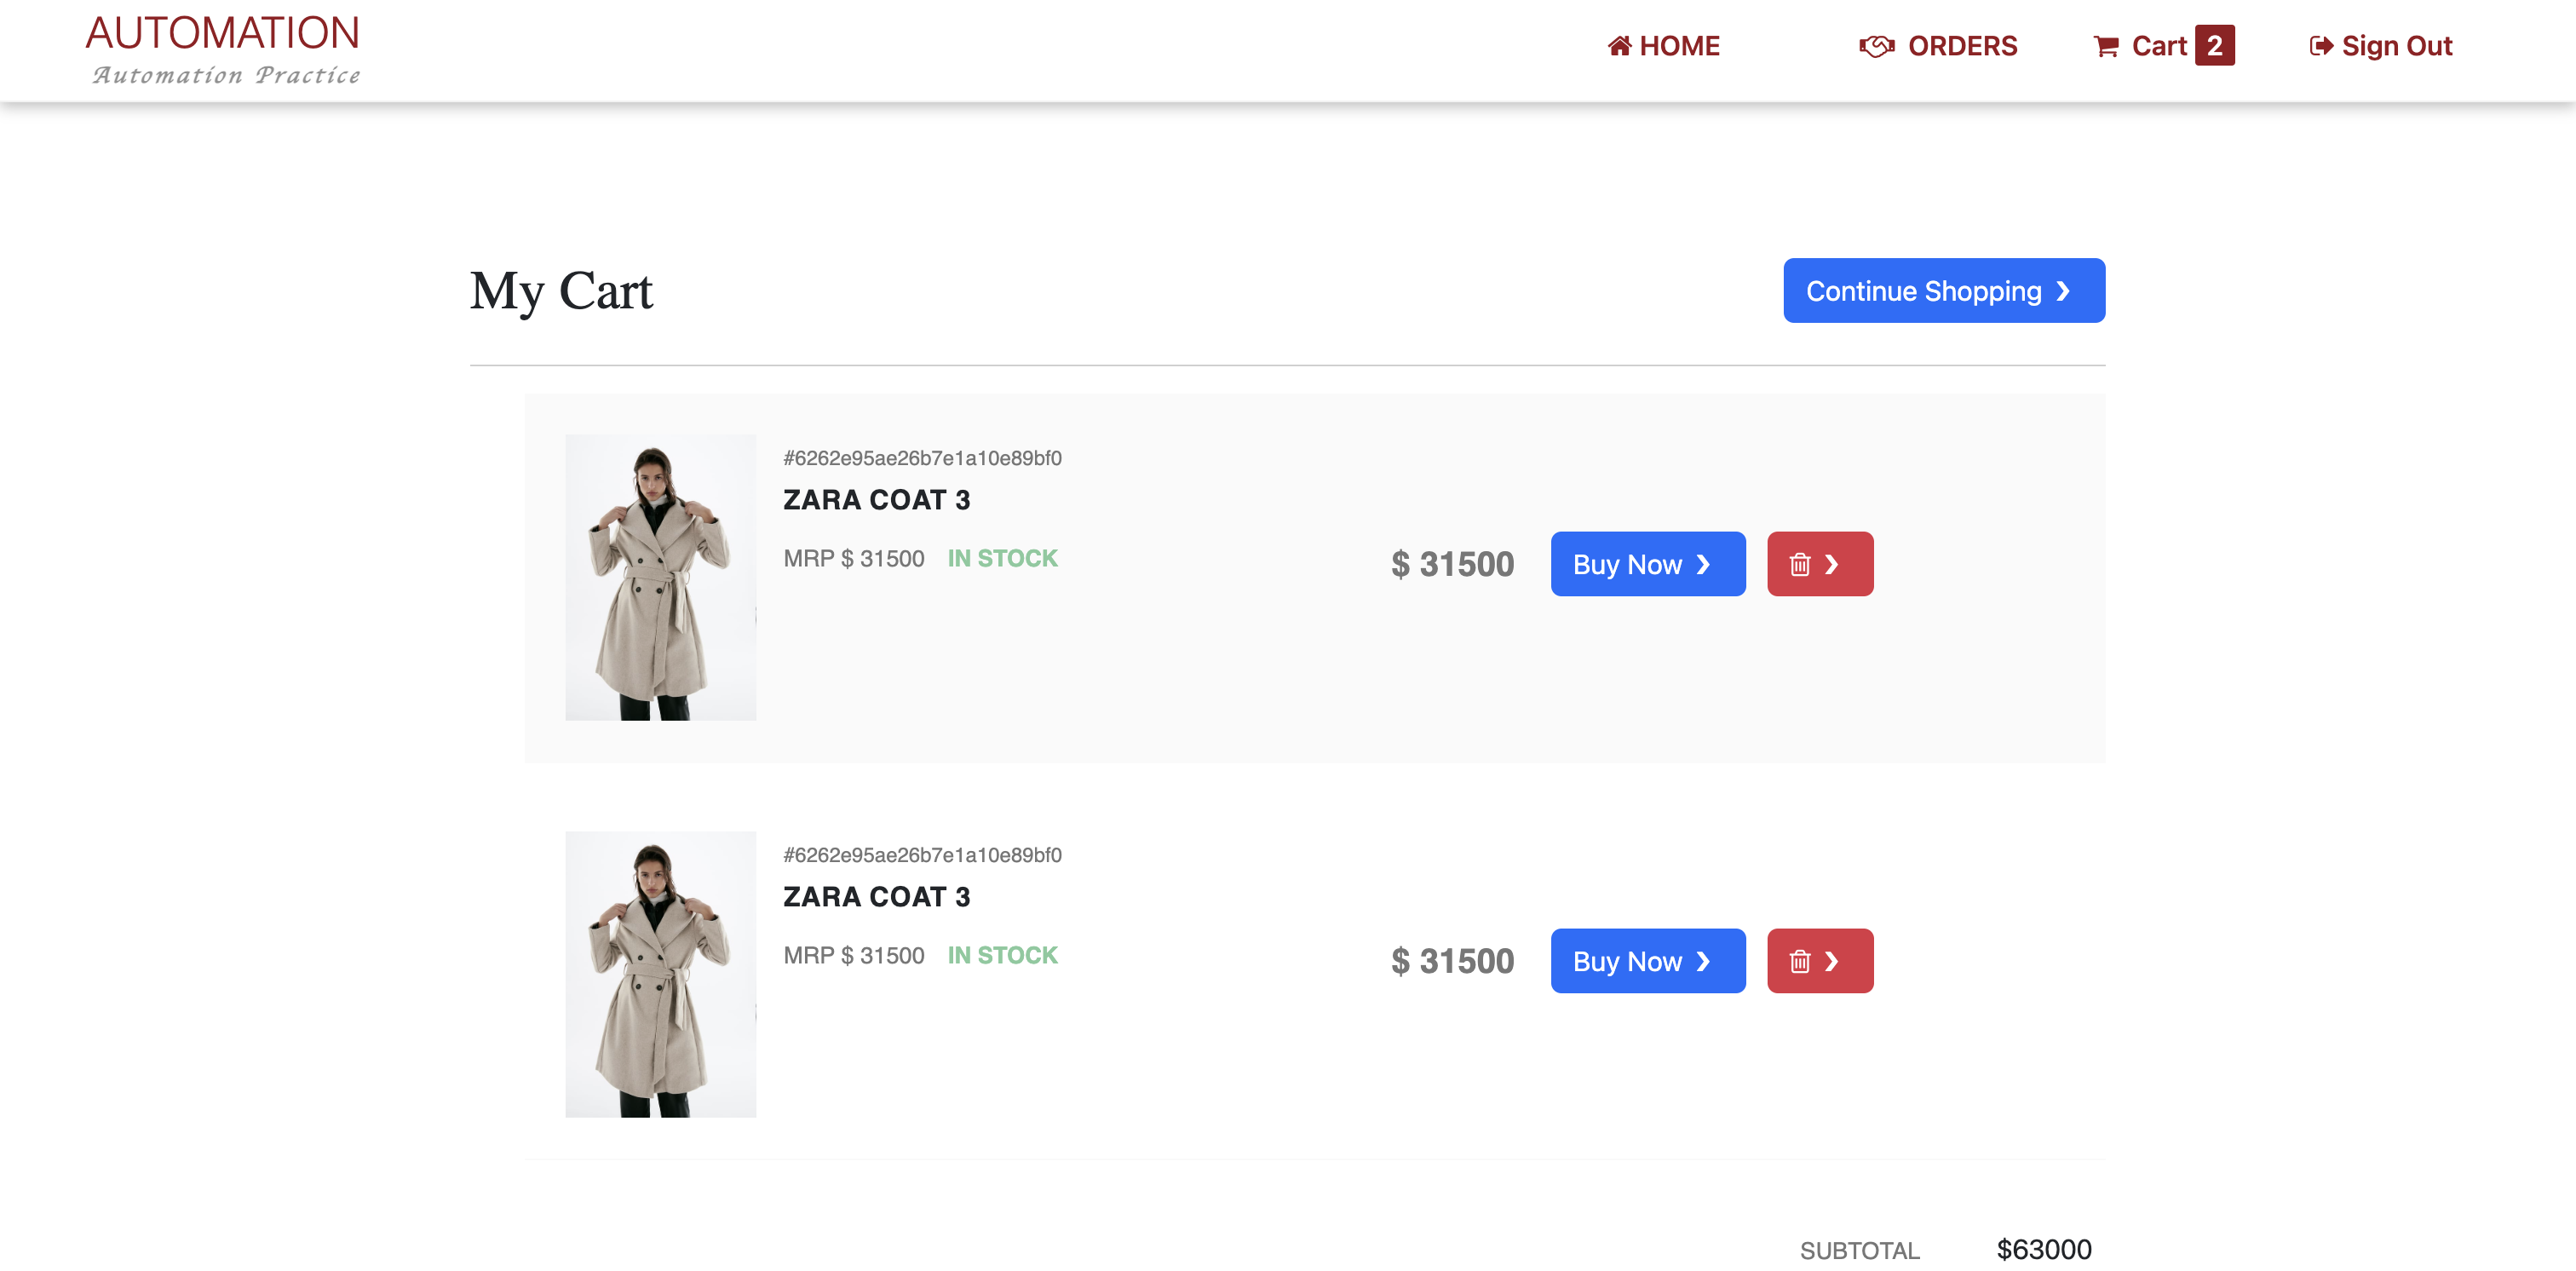 AUTOMATION
Automation Practice
HOME
ORDERS
Cart 2
Sign Out
My Cart
Continue Shopping ❯
#6262e95ae26b7e1a10e89bf0
ZARA COAT 3
MRP $ 31500 IN STOCK
$ 31500
Buy Now ❯
❯
#6262e95ae26b7e1a10e89bf0
ZARA COAT 3
MRP $ 31500 IN STOCK
$ 31500
Buy Now ❯
❯
SUBTOTAL $63000